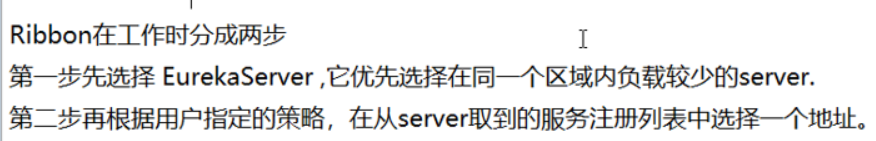 Ribbon在工作时分成两步
第一步先选择 EurekaServer ,它优先选择在同一个区域内负载较少的server.
第二步再根据用户指定的策略，在从server取到的服务注册列表中选择一个地址。